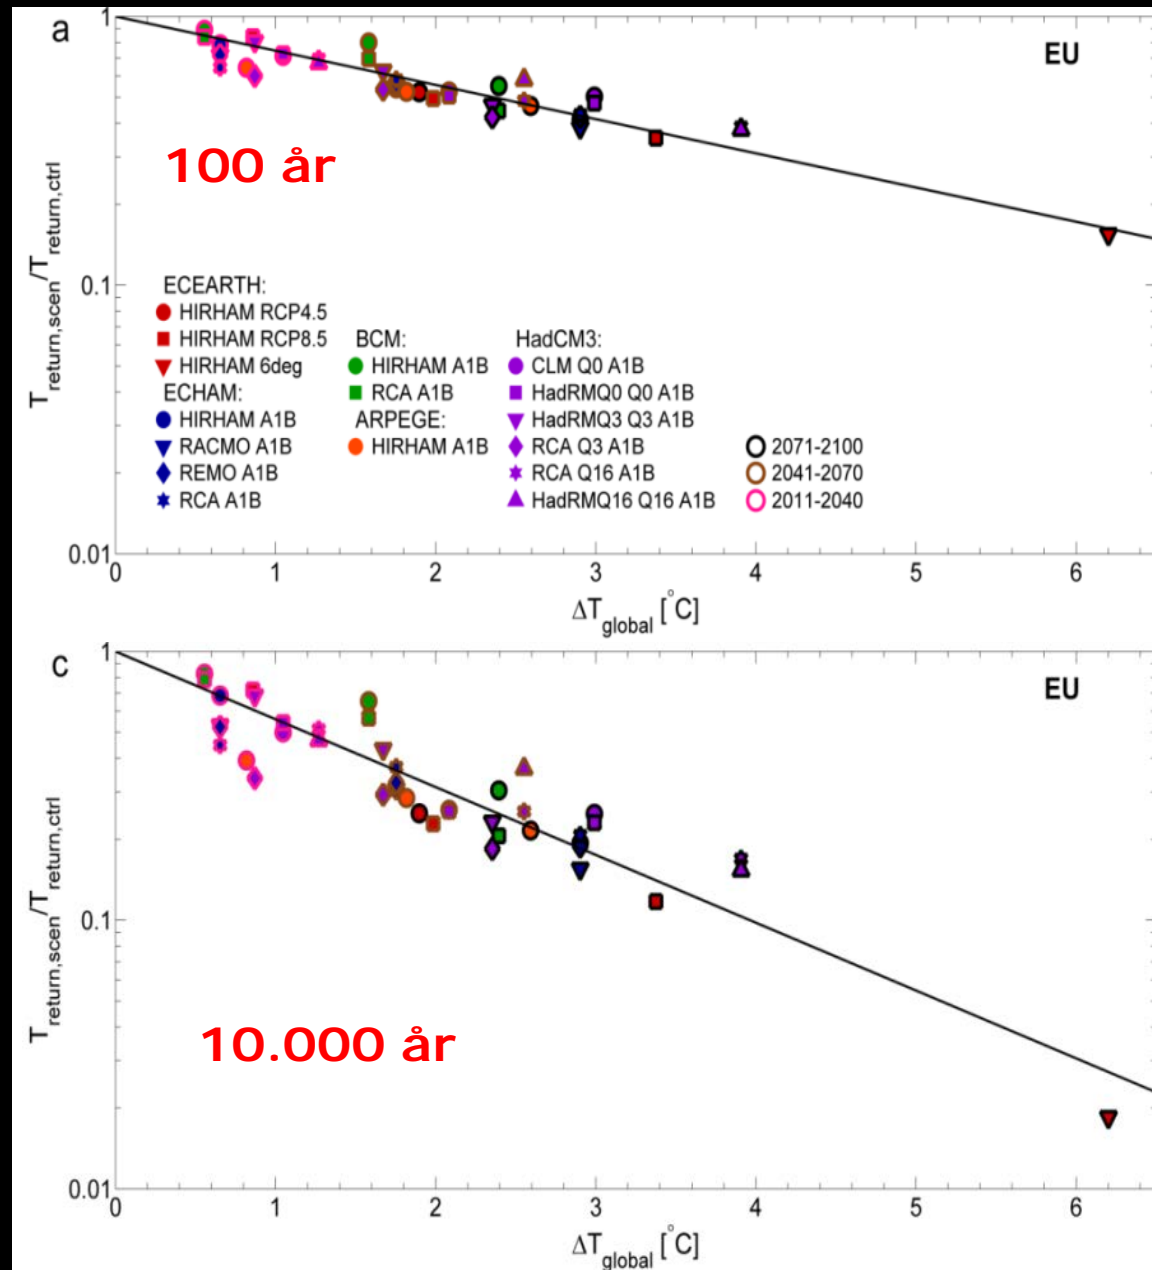 a
EU
100 år
T return,scen/T return,ctrl
1
0.1
0.01
ECEARTH:
HIRHAM RCP4.5
HIRHAM RCP8.5
HIRHAM 6deg
ECHAM:
HIRHAM A1B
RACMO A1B
REMO A1B
RCA A1B
BCM:
HIRHAM A1B
RCA A1B
ARPEGE:
HIRHAM A1B
HadCM3:
CLM Q0 A1B
HadRMQ0 Q0 A1B
HadRMQ3 Q3 A1B
RCA Q3 A1B
RCA Q16 A1B
HadRMQ16 Q16 A1B
2071-2100
2041-2070
2011-2040
0 1 2 3 4 5 6
ΔT global [°C]
c
EU
10.000 år
T return,scen/T return,ctrl
1
0.1
0.01
0 1 2 3 4 5 6
ΔT global [°C]